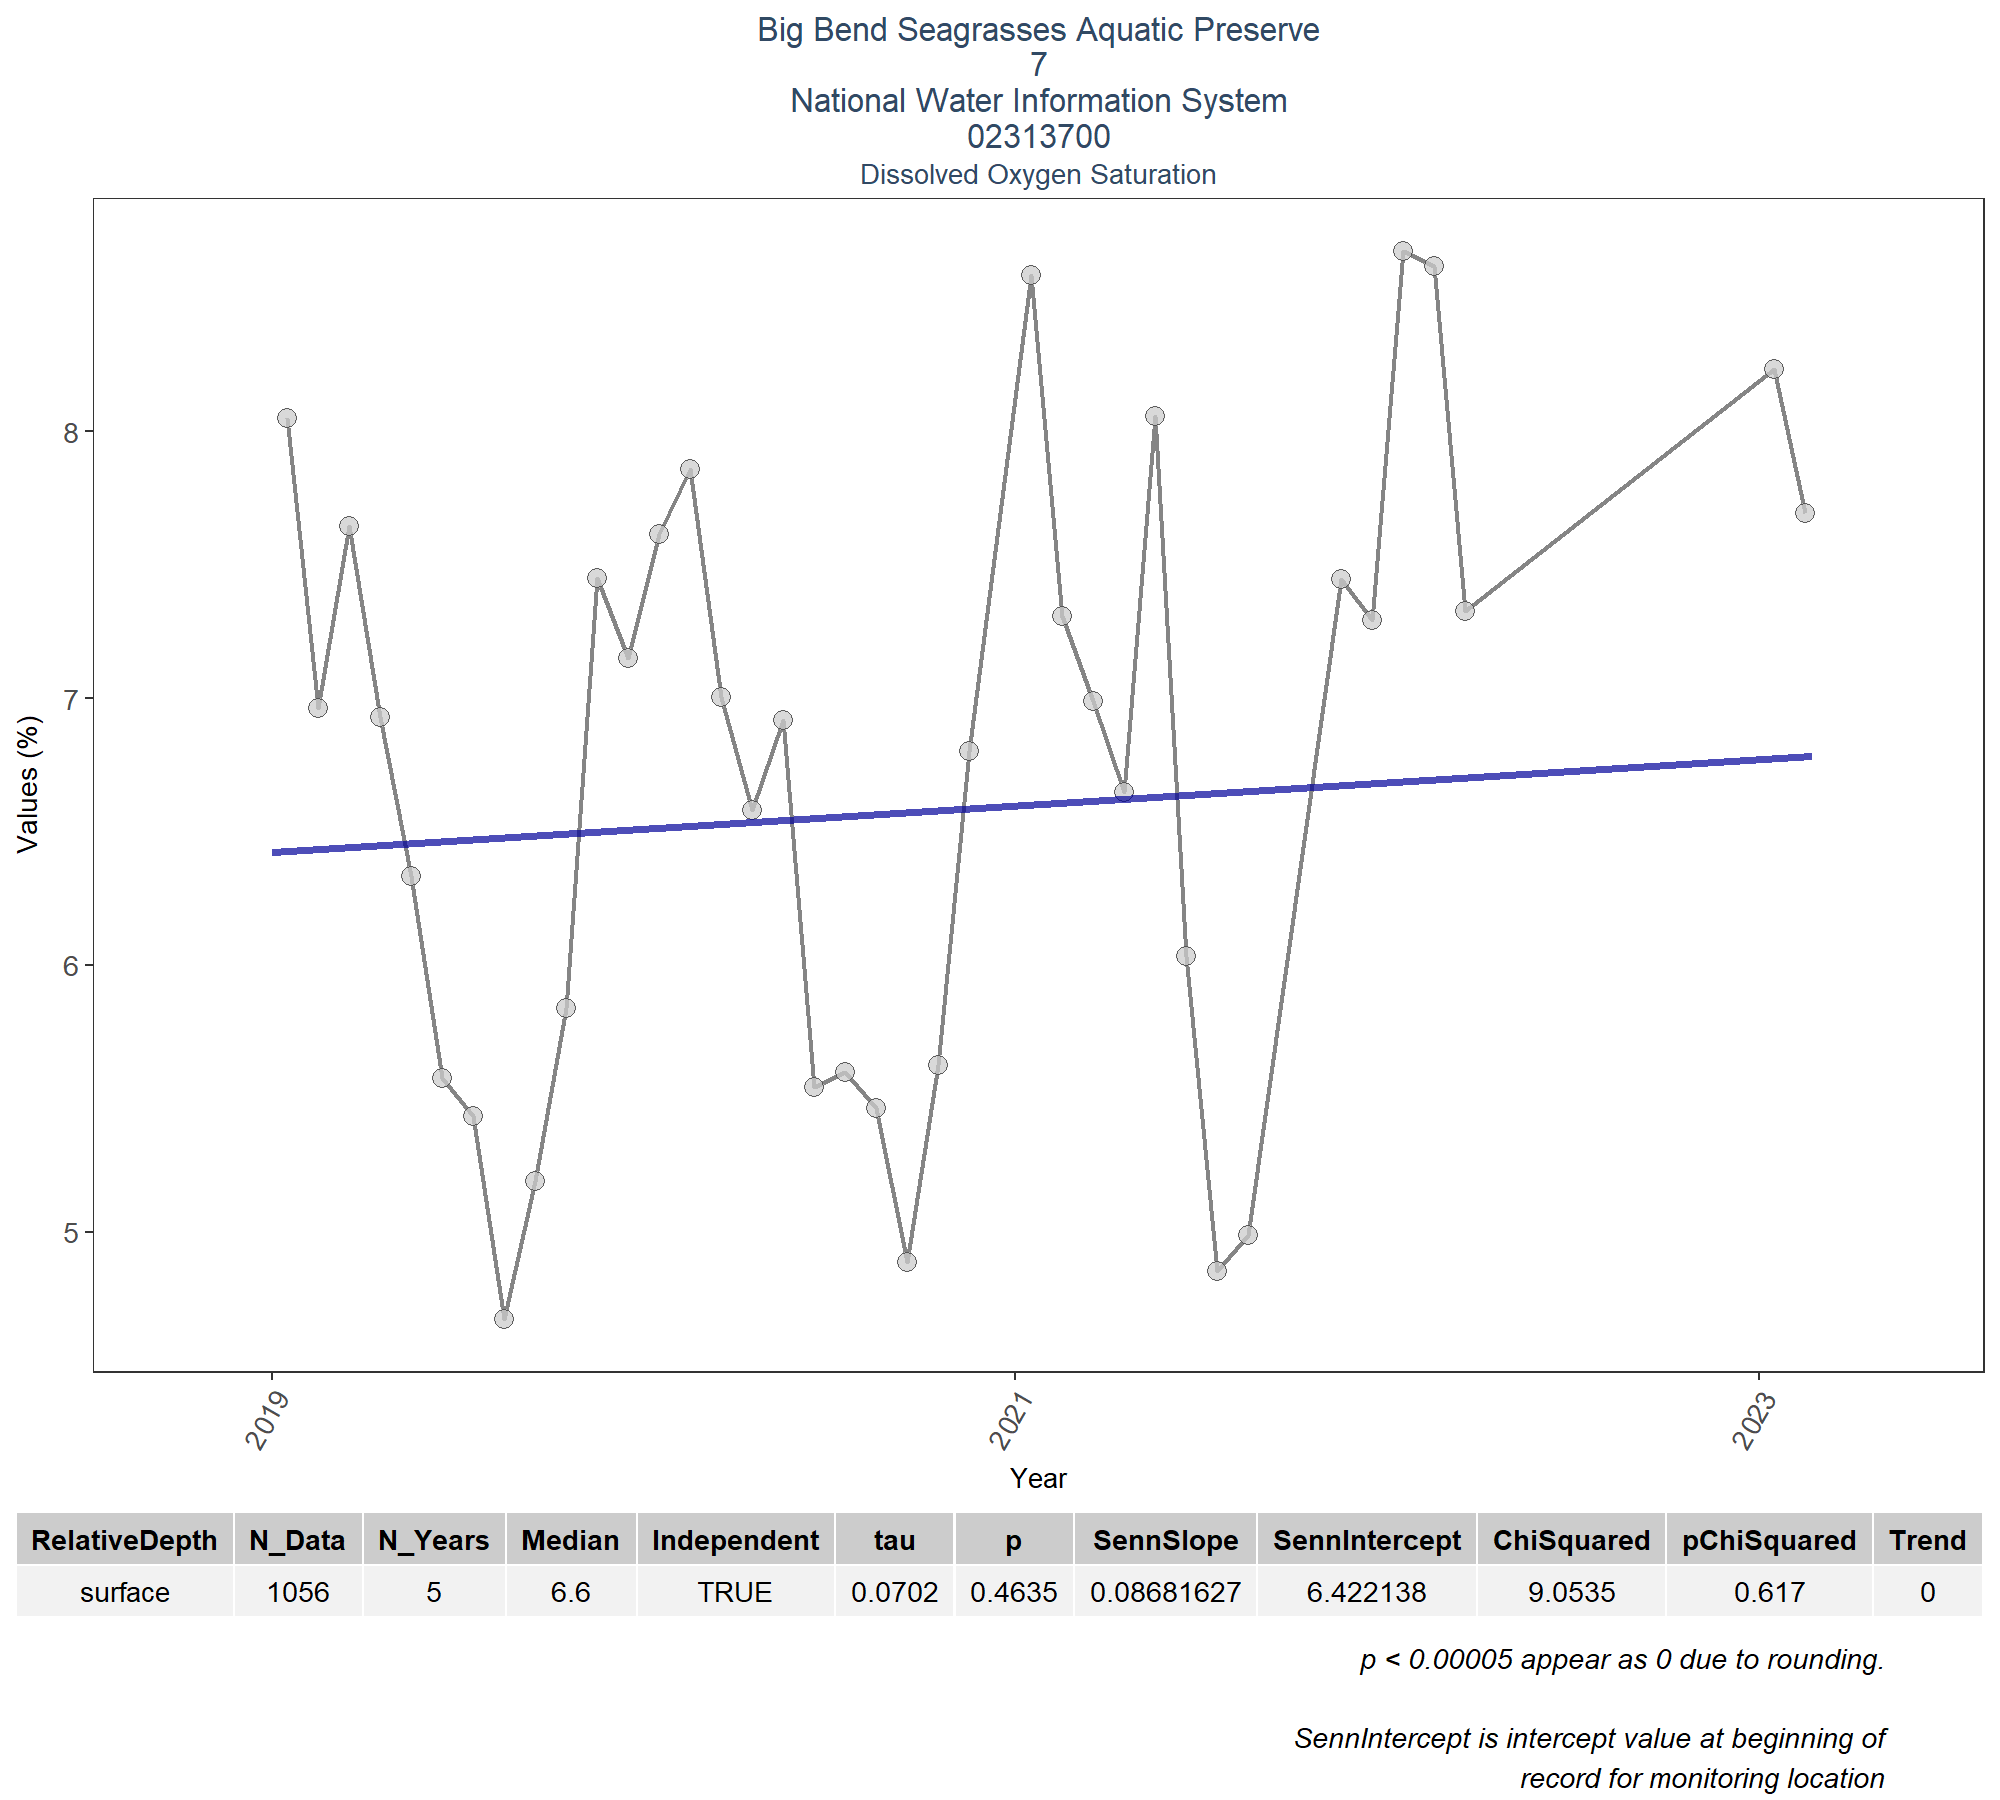 Big Bend Seagrasses Aquatic Preserve
7
National Water Information System
02313700
Dissolved Oxygen Saturation
8
7
6
5
Values (%)
2019
2021
2023
Year
RelativeDepth N_Data N_Years Median Independent tau p SennSlope SennIntercept ChiSquared pChiSquared Trend
surface 1056 5 6.6 TRUE 0.0702 0.4635 0.08681627 6.422138 9.0535 0.617 0
p < 0.00005 appear as 0 due to rounding.
SennIntercept is intercept value at beginning of
record for monitoring location